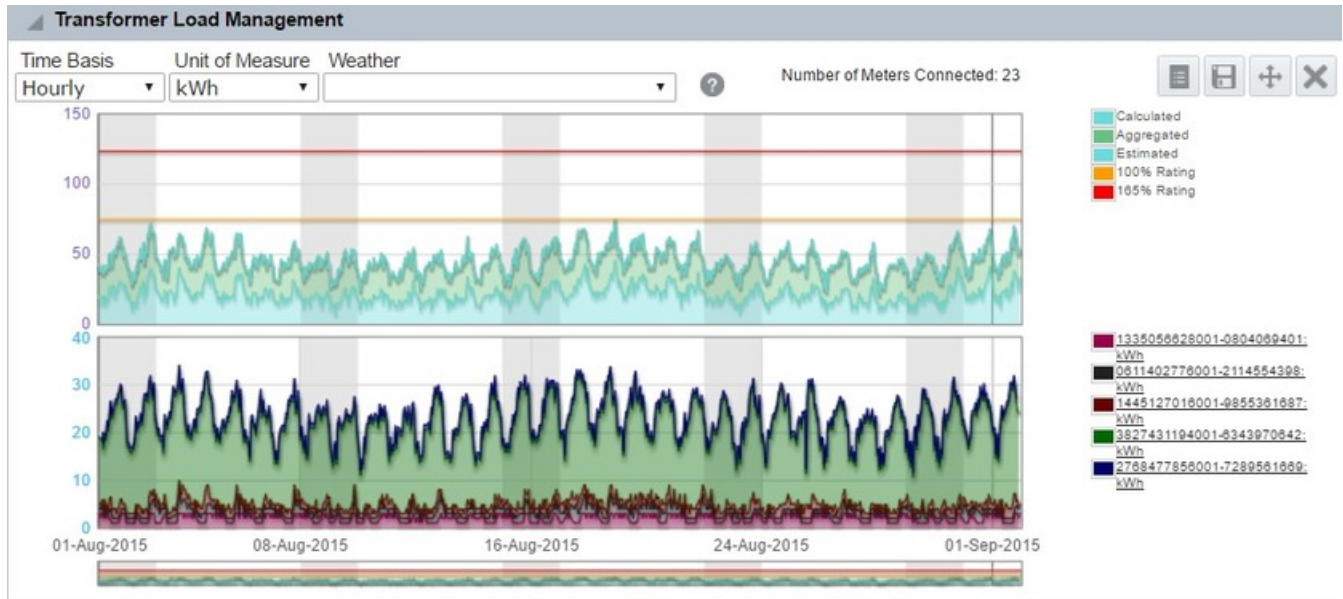 Transformer Load Management
Time Basis
Unit of Measure
Weather
Hourly
kWh
?
Number of Meters Connected: 23
150
100
50
0
Calculated
Aggregated
Estimated
100% Rating
165% Rating
40
30
20
10
0
1335056628001-0804069401:
kWh
0611402776001-2114554398:
kWh
1445127016001-9855361687:
kWh
3827431194001-6343970642:
kWh
2768477856001-7289561669:
kWh
01-Aug-2015
08-Aug-2015
16-Aug-2015
24-Aug-2015
01-Sep-2015